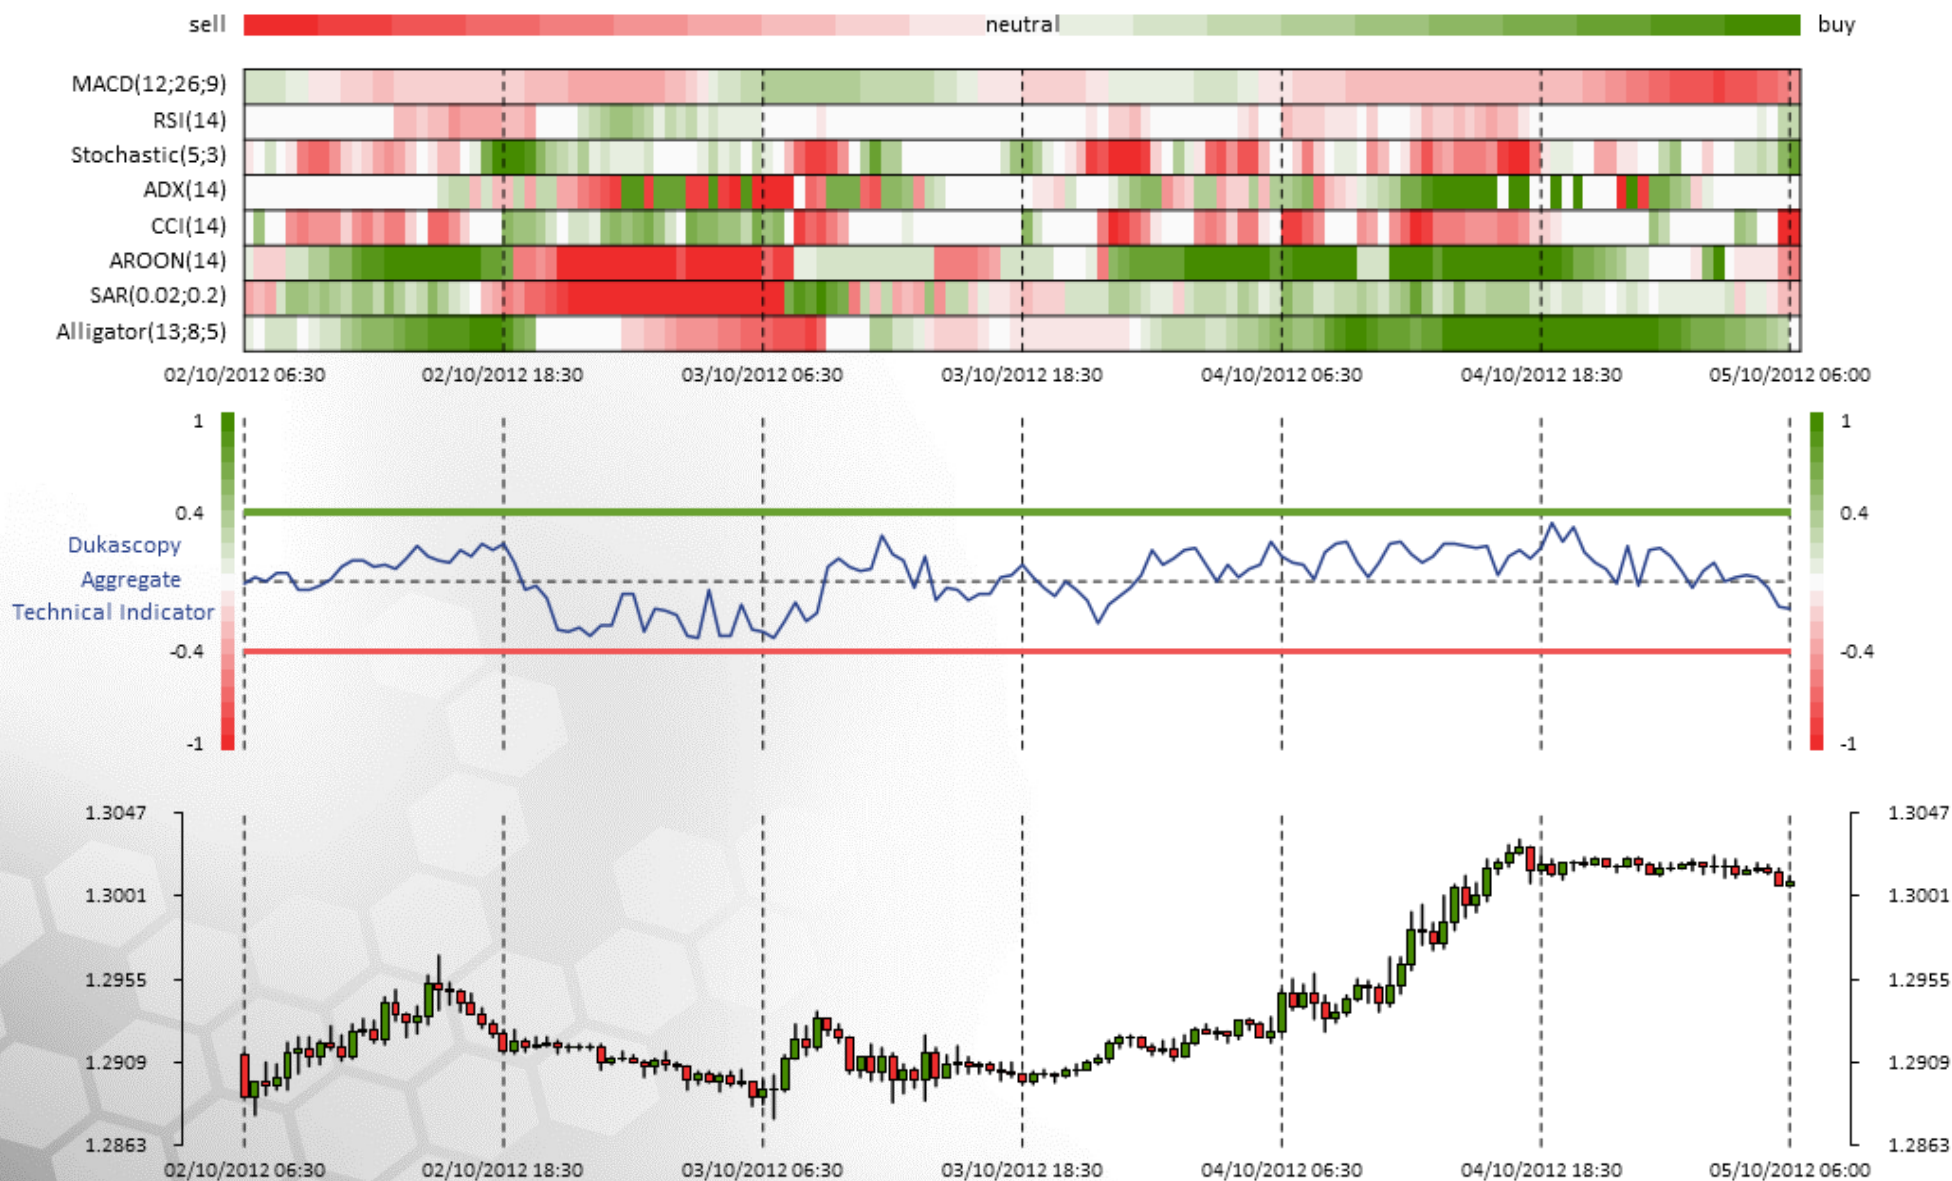 sell neutral buy
MACD(12;26;9)
RSI(14)
Stochastic(5;3)
ADX(14)
CCI(14)
AROON(14)
SAR(0.02;0.2)
Alligator(13;8;5)
02/10/2012 06:30 02/10/2012 18:30 03/10/2012 06:30 03/10/2012 18:30 04/10/2012 06:30 04/10/2012 18:30 05/10/2012 06:00
1 1
0.4 0.4
Dukascopy
Aggregate
Technical Indicator
-0.4 -0.4
-1 -1
1.3047 1.3047
1.3001 1.3001
1.2955 1.2955
1.2909 1.2909
1.2863 1.2863
02/10/2012 06:30 02/10/2012 18:30 03/10/2012 06:30 03/10/2012 18:30 04/10/2012 06:30 04/10/2012 18:30 05/10/2012 06:00